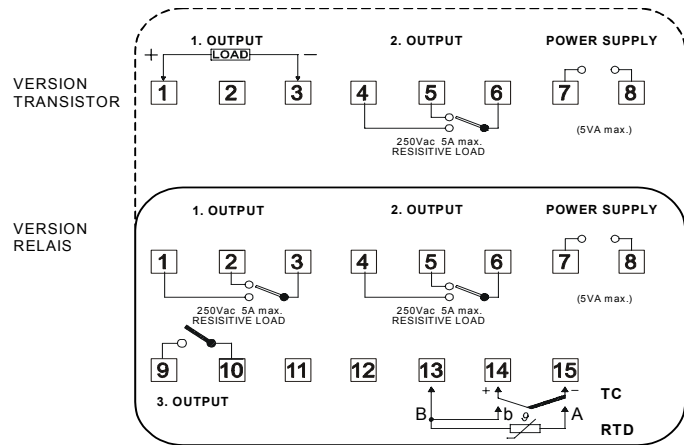 1. OUTPUT 2. OUTPUT POWER SUPPLY
+ LOAD −
VERSION TRANSISTOR
1 2 3 4 5 6 7 8
250Vac 5A max.
RESISITIVE LOAD
(5VA max.)
VERSION RELAIS
1. OUTPUT 2. OUTPUT POWER SUPPLY
1 2 3 4 5 6 7 8
250Vac 5A max. 250Vac 5A max.
RESISITIVE LOAD RESISITIVE LOAD
(5VA max.)
9 10 11 12 13 14 15
+ − TC
3. OUTPUT
B b ϑ A
RTD